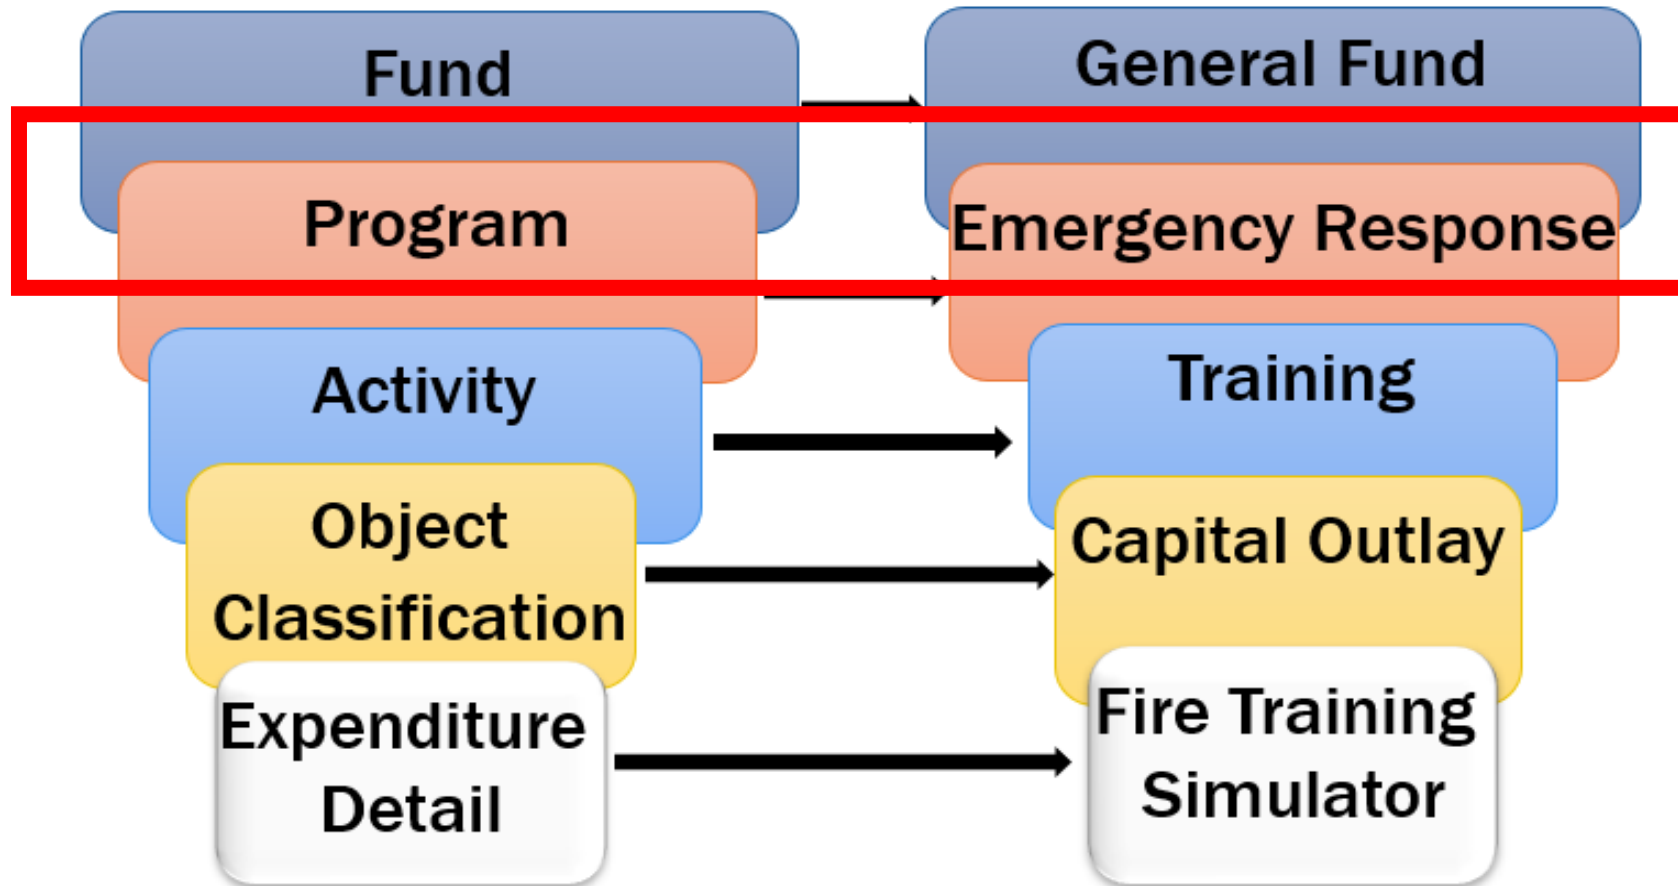 Fund
General Fund
Program
Emergency Response
Activity
Training
Object
Classification
Capital Outlay
Expenditure
Detail
Fire Training
Simulator